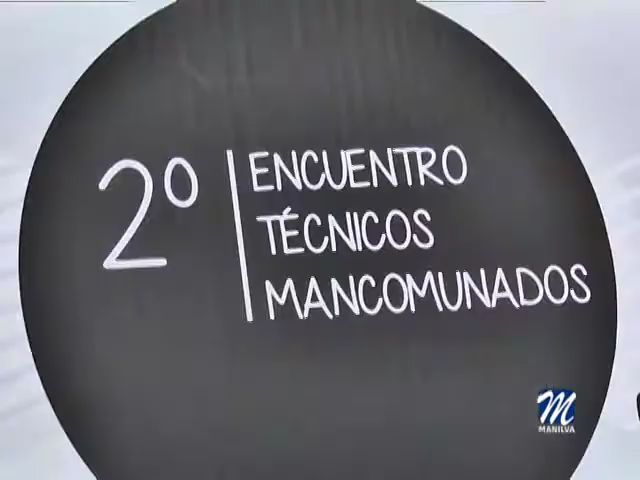 2º
ENCUENTRO
TÉCNICOS
MANCOMUNADOS
M
MANILVA